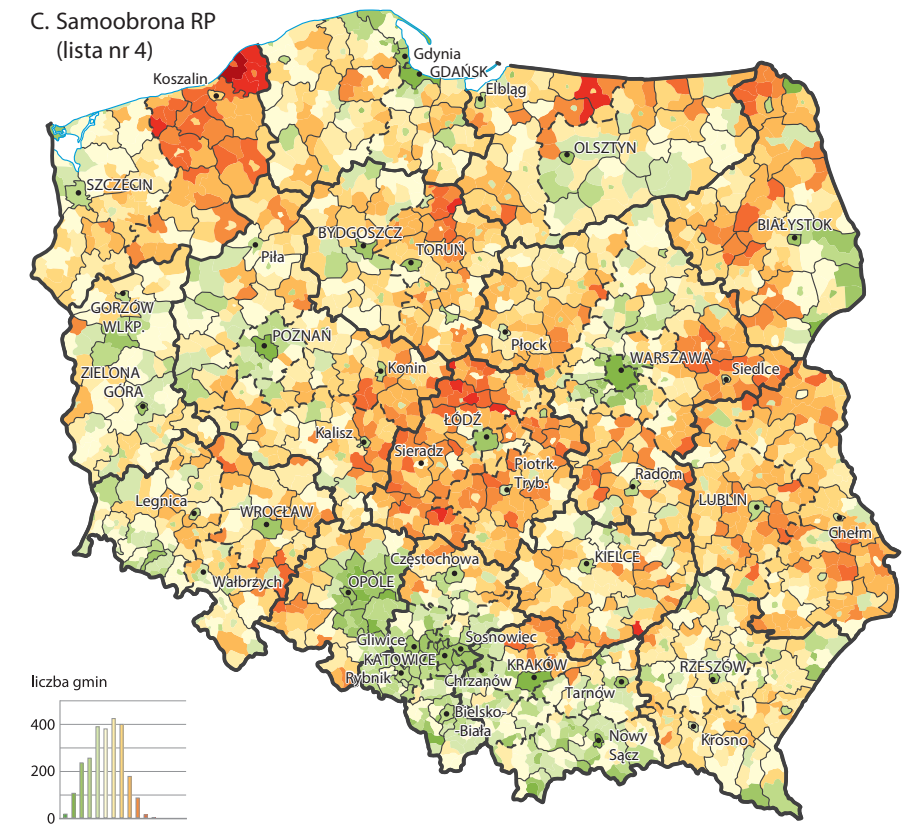 C. Samoobrona RP
(lista nr 4)
Gdynia
GDAŃSK
Koszalin
Elbląg
OLSZTYN
SZCZECIN
BIAŁYSTOK
BYDGOSZCZ
TORUŃ
Piła
GORZÓW
WLKP.
POZNAŃ
Płock
WARSZAWA
Siedlce
ZIELONA
GÓRA
Konin
ŁÓDŹ
Kalisz
Sieradz
Piotrk.
Tryb.
Radom
Legnica
WROCŁAW
LUBLIN
Chełm
Częstochowa
KIELCE
Wałbrzych
OPOLE
Gliwice
Sosnowiec
KATOWICE
KRAKÓW
RZESZÓW
Rybnik
Chrzanów
Tarnów
Bielsko-
-Biała
Nowy
Sącz
Krosno
liczba gmin
400
200
0